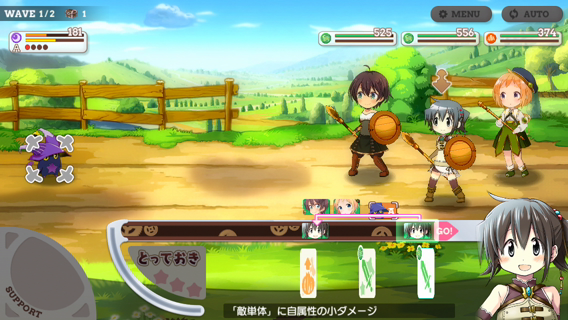 WAVE 1/2 1
MENU
AUTO
181
A
525
556
374
GO!
とっておき
SUPPORT
「敵単体」に自属性の小ダメージ